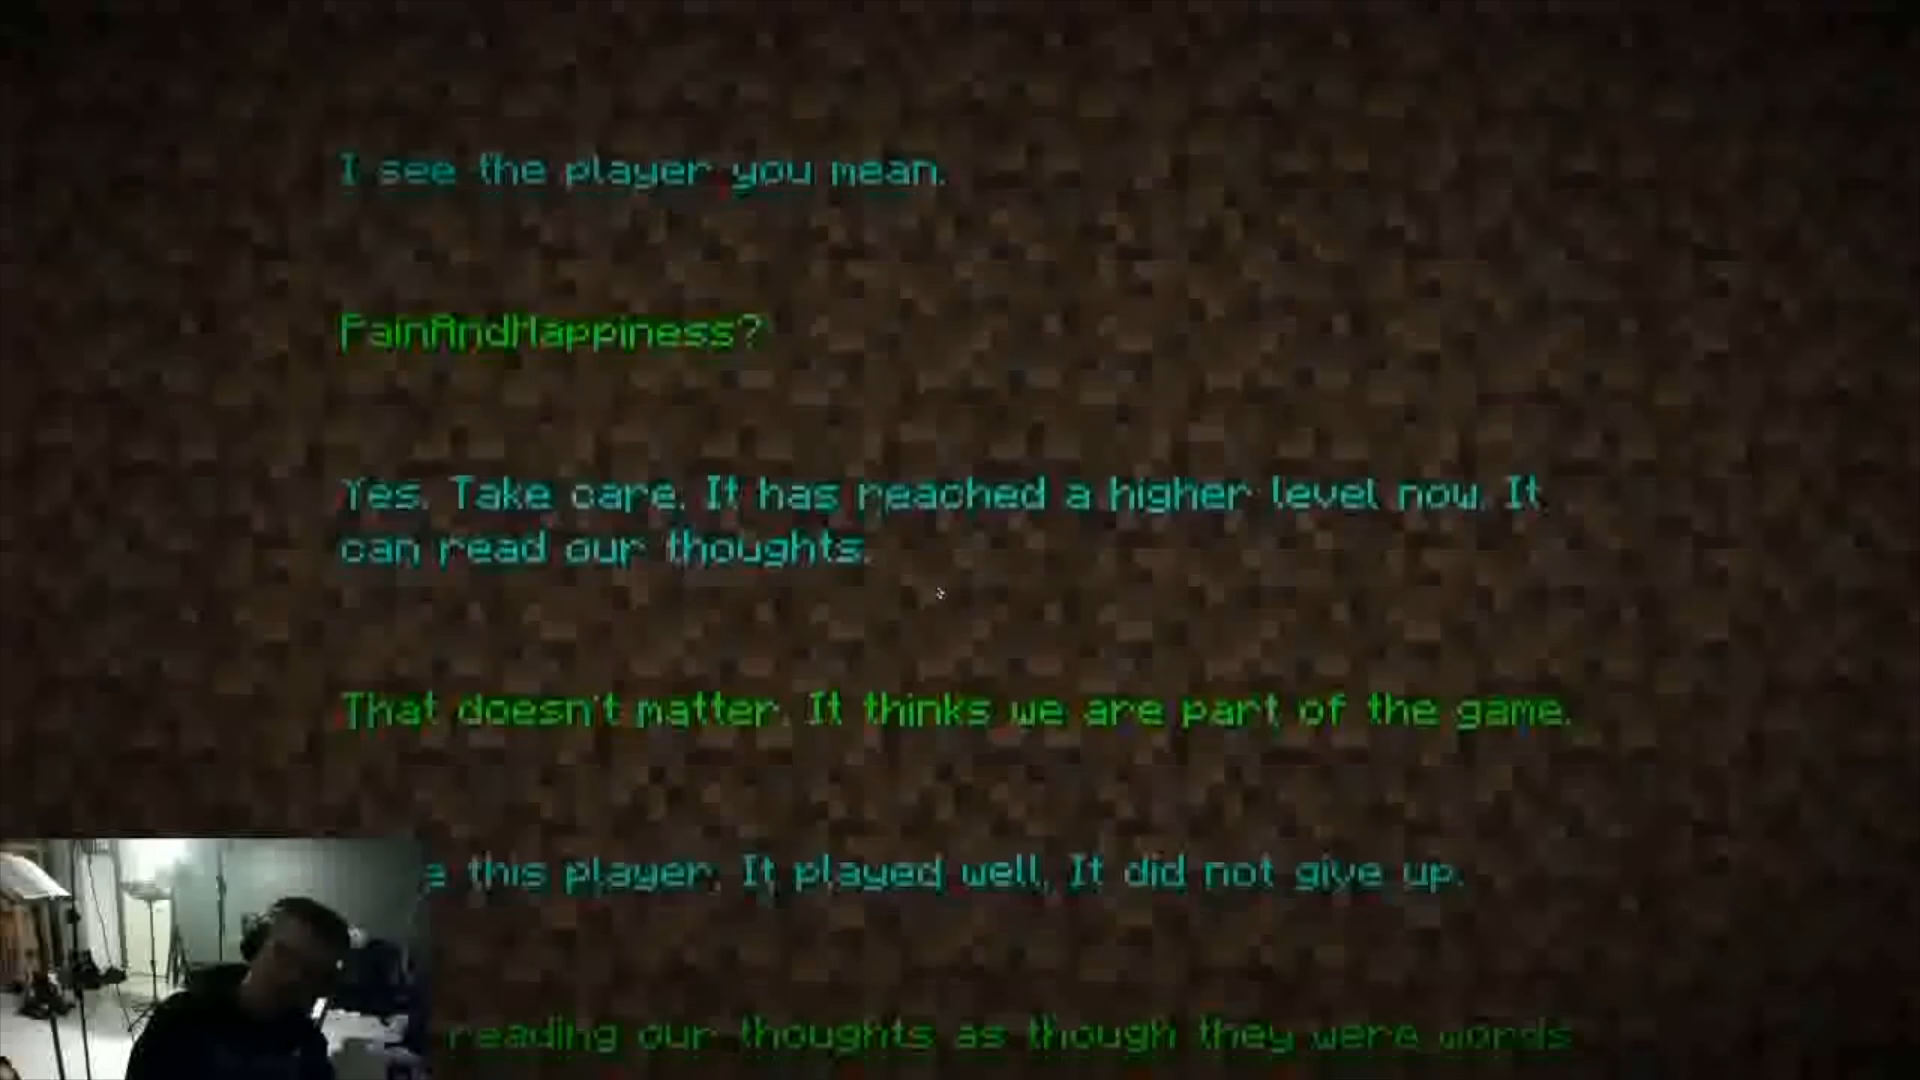 I see the player you mean.
PainAndHappiness?
Yes. Take care. It has reached a higher level now. It
can read our thoughts.
That doesn't matter. It thinks we are part of the game.
this player. It played well. It did not give up.
reading our thoughts as though they were words